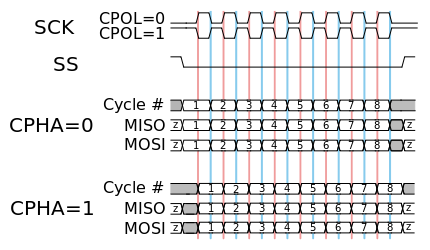 SCK CPOL=0
CPOL=1
SS
Cycle # 1 2 3 4 5 6 7 8
CPHA=0 MISO z 1 2 3 4 5 6 7 8 z
MOSI z 1 2 3 4 5 6 7 8 z
Cycle # 1 2 3 4 5 6 7 8
CPHA=1 MISO z 1 2 3 4 5 6 7 8 z
MOSI z 1 2 3 4 5 6 7 8 z